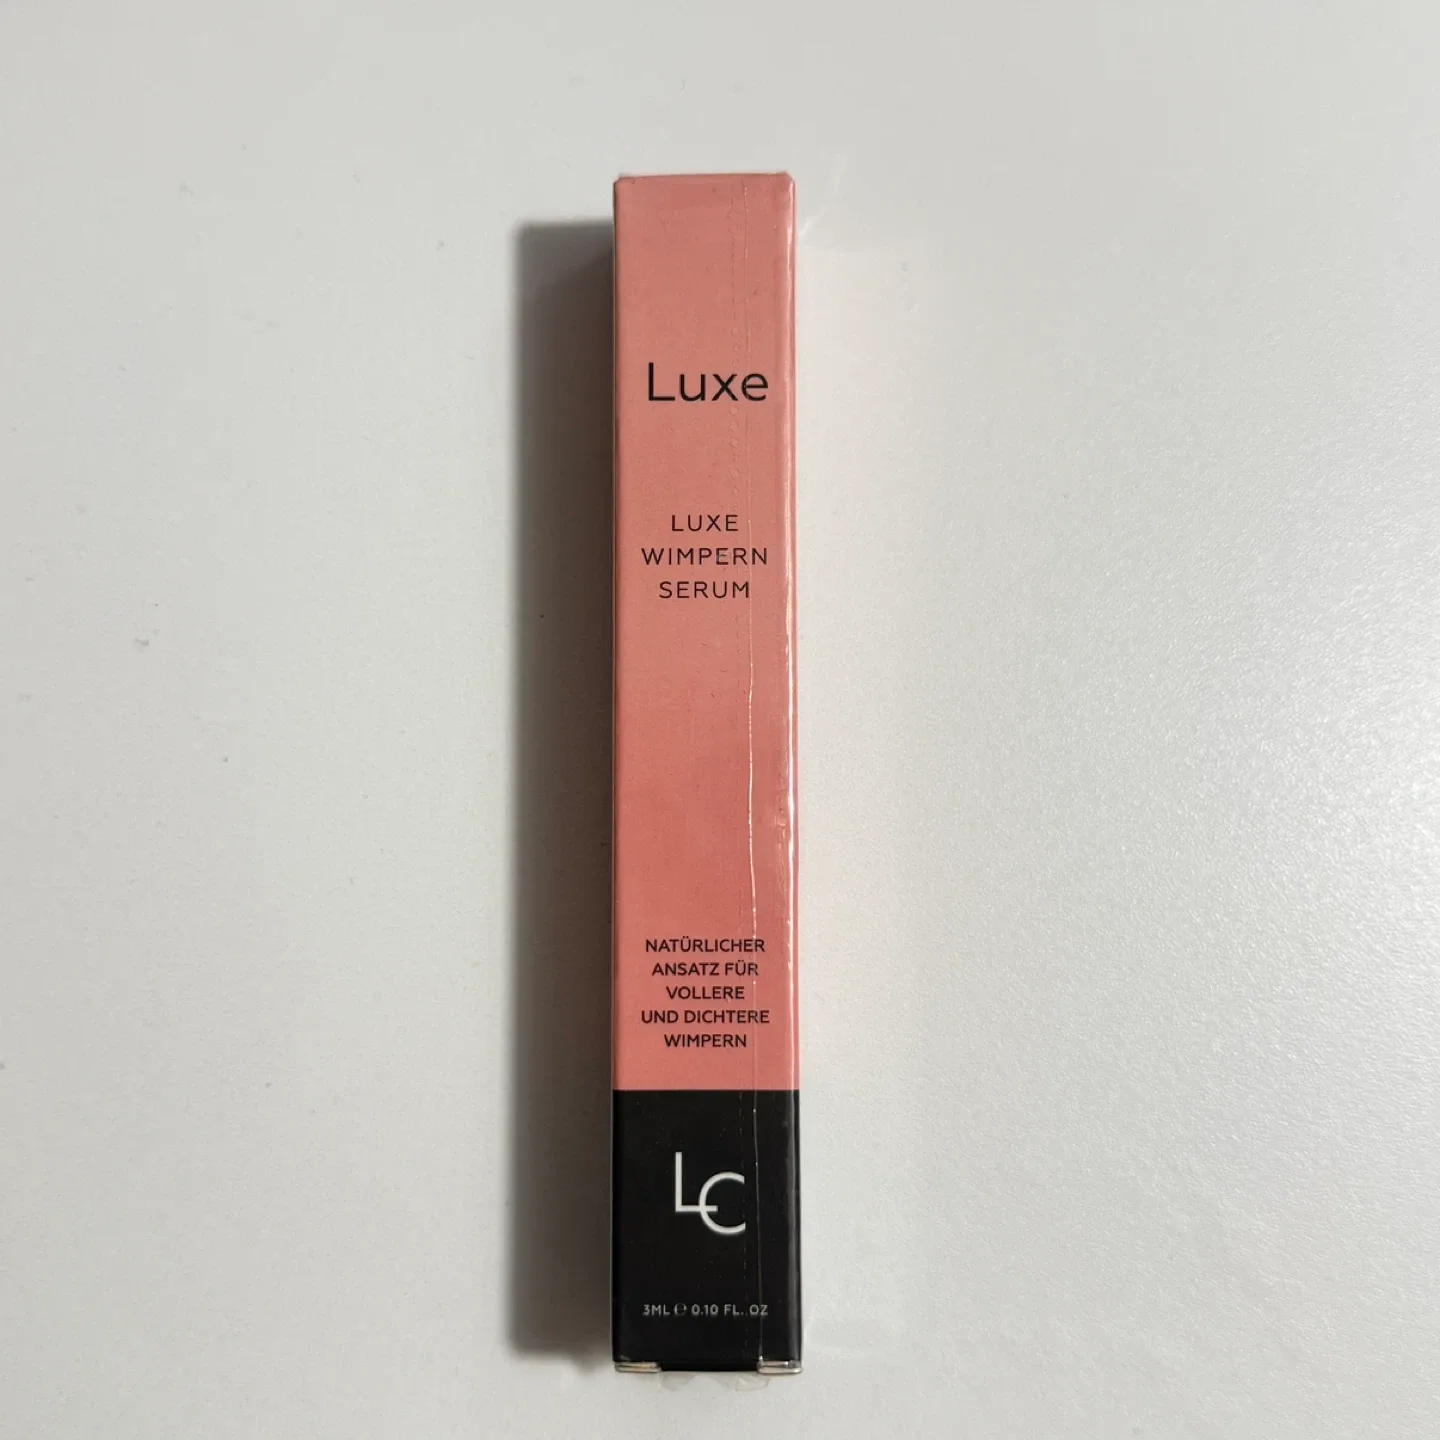 Luxe
LUXE
WIMPERN
SERUM
NATÜRLICHER
ANSATZ FÜR
VOLLERE
UND DICHTERE
WIMPERN
LC
3ML ℮ 0.10 FL. OZ